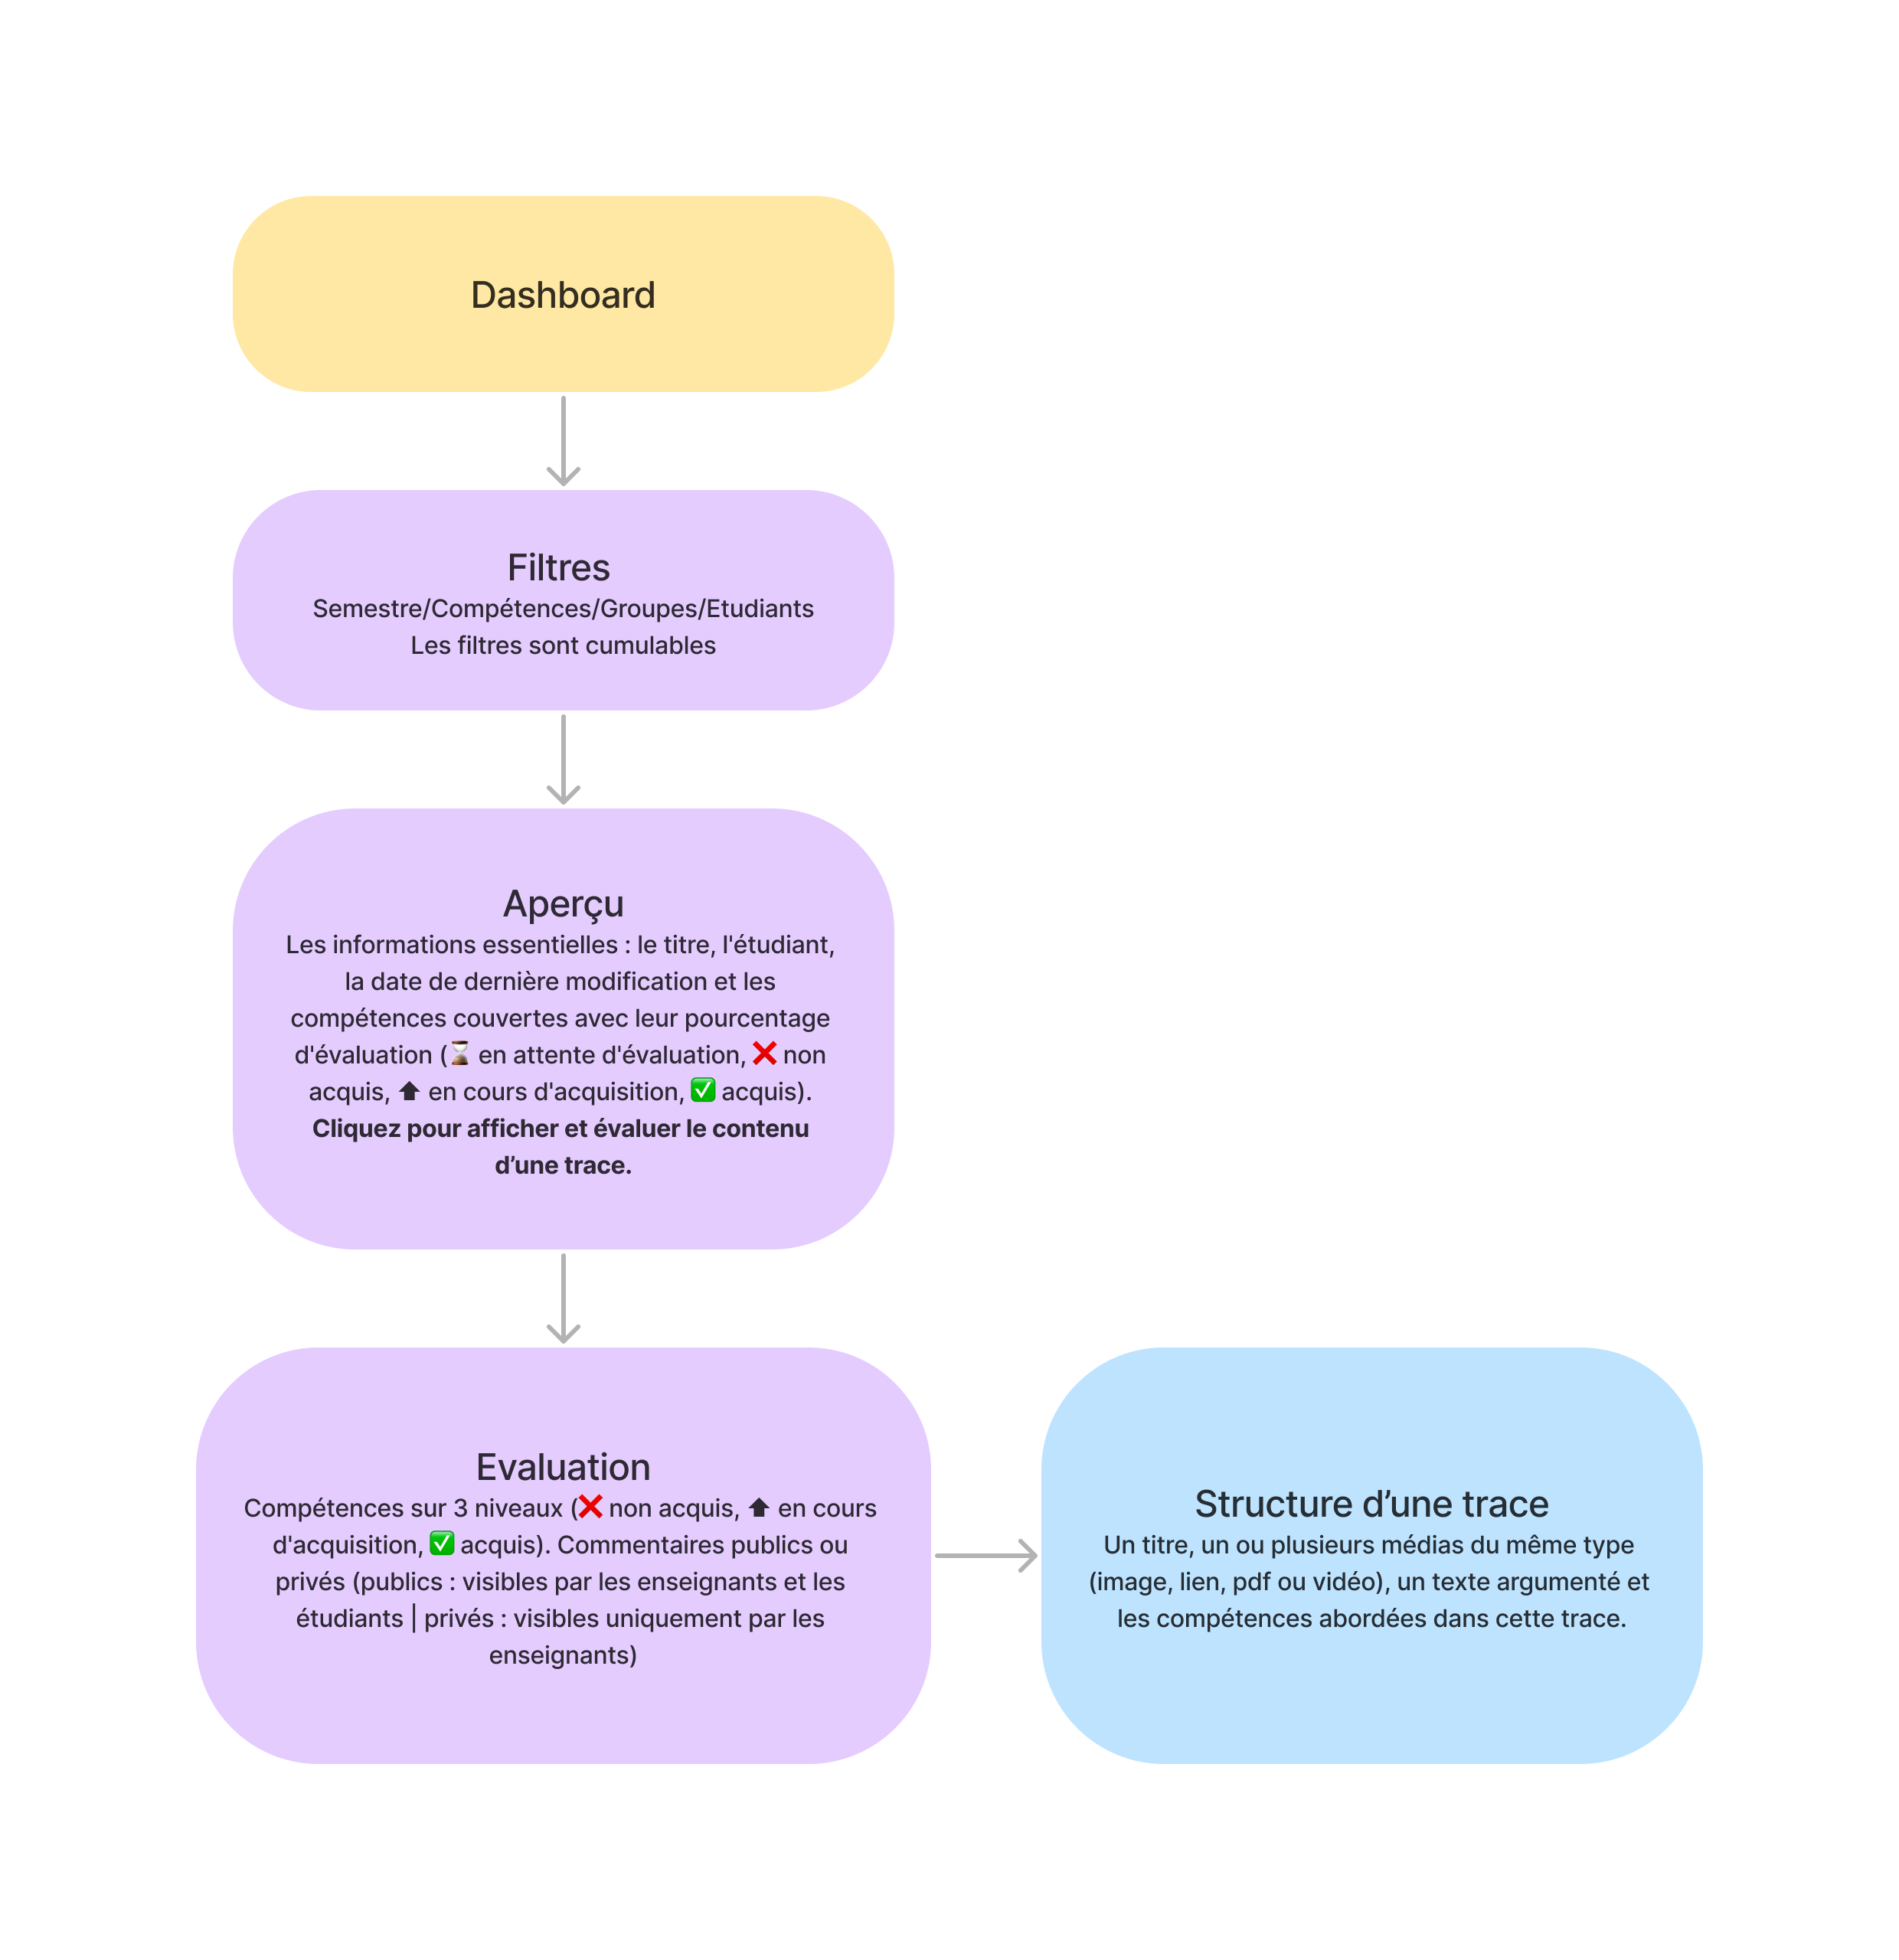 Dashboard
Filtres
Semestre/Compétences/Groupes/Etudiants
Les filtres sont cumulables
Aperçu
Les informations essentielles : le titre, l'étudiant,
la date de dernière modification et les
compétences couvertes avec leur pourcentage
d'évaluation (⌛ en attente d'évaluation, ❌ non
acquis, ⬆ en cours d'acquisition, ✅ acquis).
Cliquez pour afficher et évaluer le contenu
d’une trace.
Evaluation
Compétences sur 3 niveaux (❌ non acquis, ⬆ en cours
d'acquisition, ✅ acquis). Commentaires publics ou
privés (publics : visibles par les enseignants et les
étudiants | privés : visibles uniquement par les
enseignants)
Structure d’une trace
Un titre, un ou plusieurs médias du même type
(image, lien, pdf ou vidéo), un texte argumenté et
les compétences abordées dans cette trace.